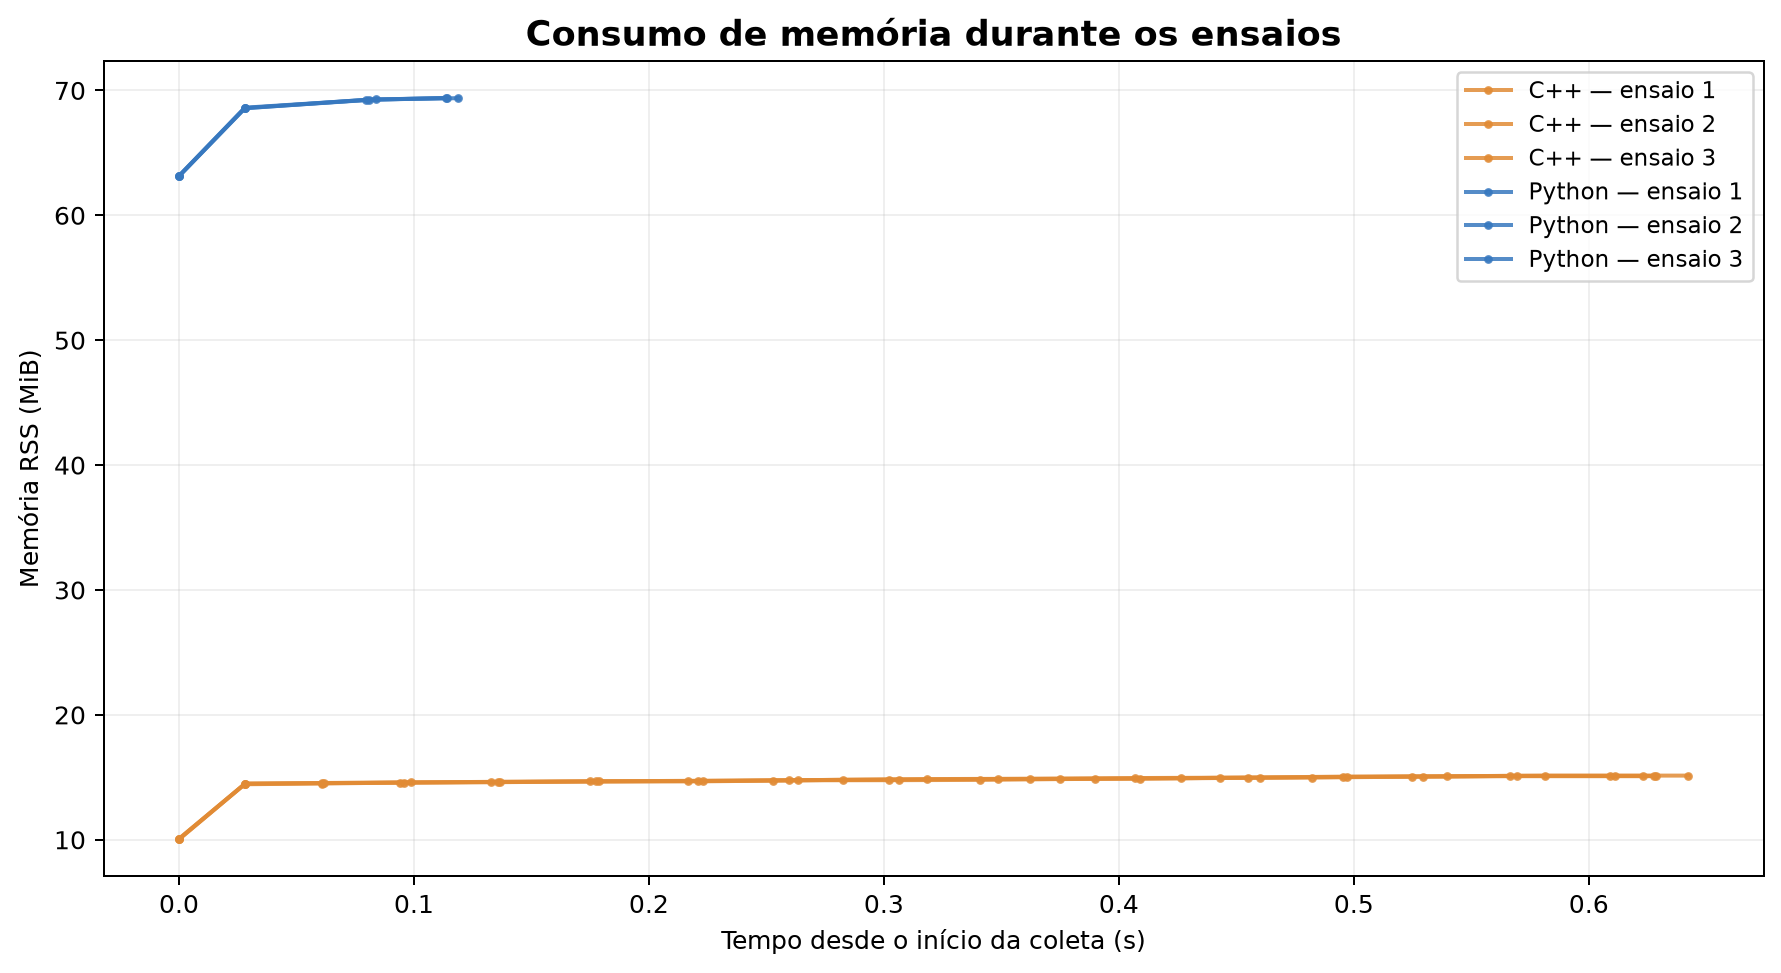 Consumo de memória durante os ensaios
70
60
50
40
30
20
10
Memória RSS (MiB)
C++ — ensaio 1
C++ — ensaio 2
C++ — ensaio 3
Python — ensaio 1
Python — ensaio 2
Python — ensaio 3
0.0 0.1 0.2 0.3 0.4 0.5 0.6
Tempo desde o início da coleta (s)